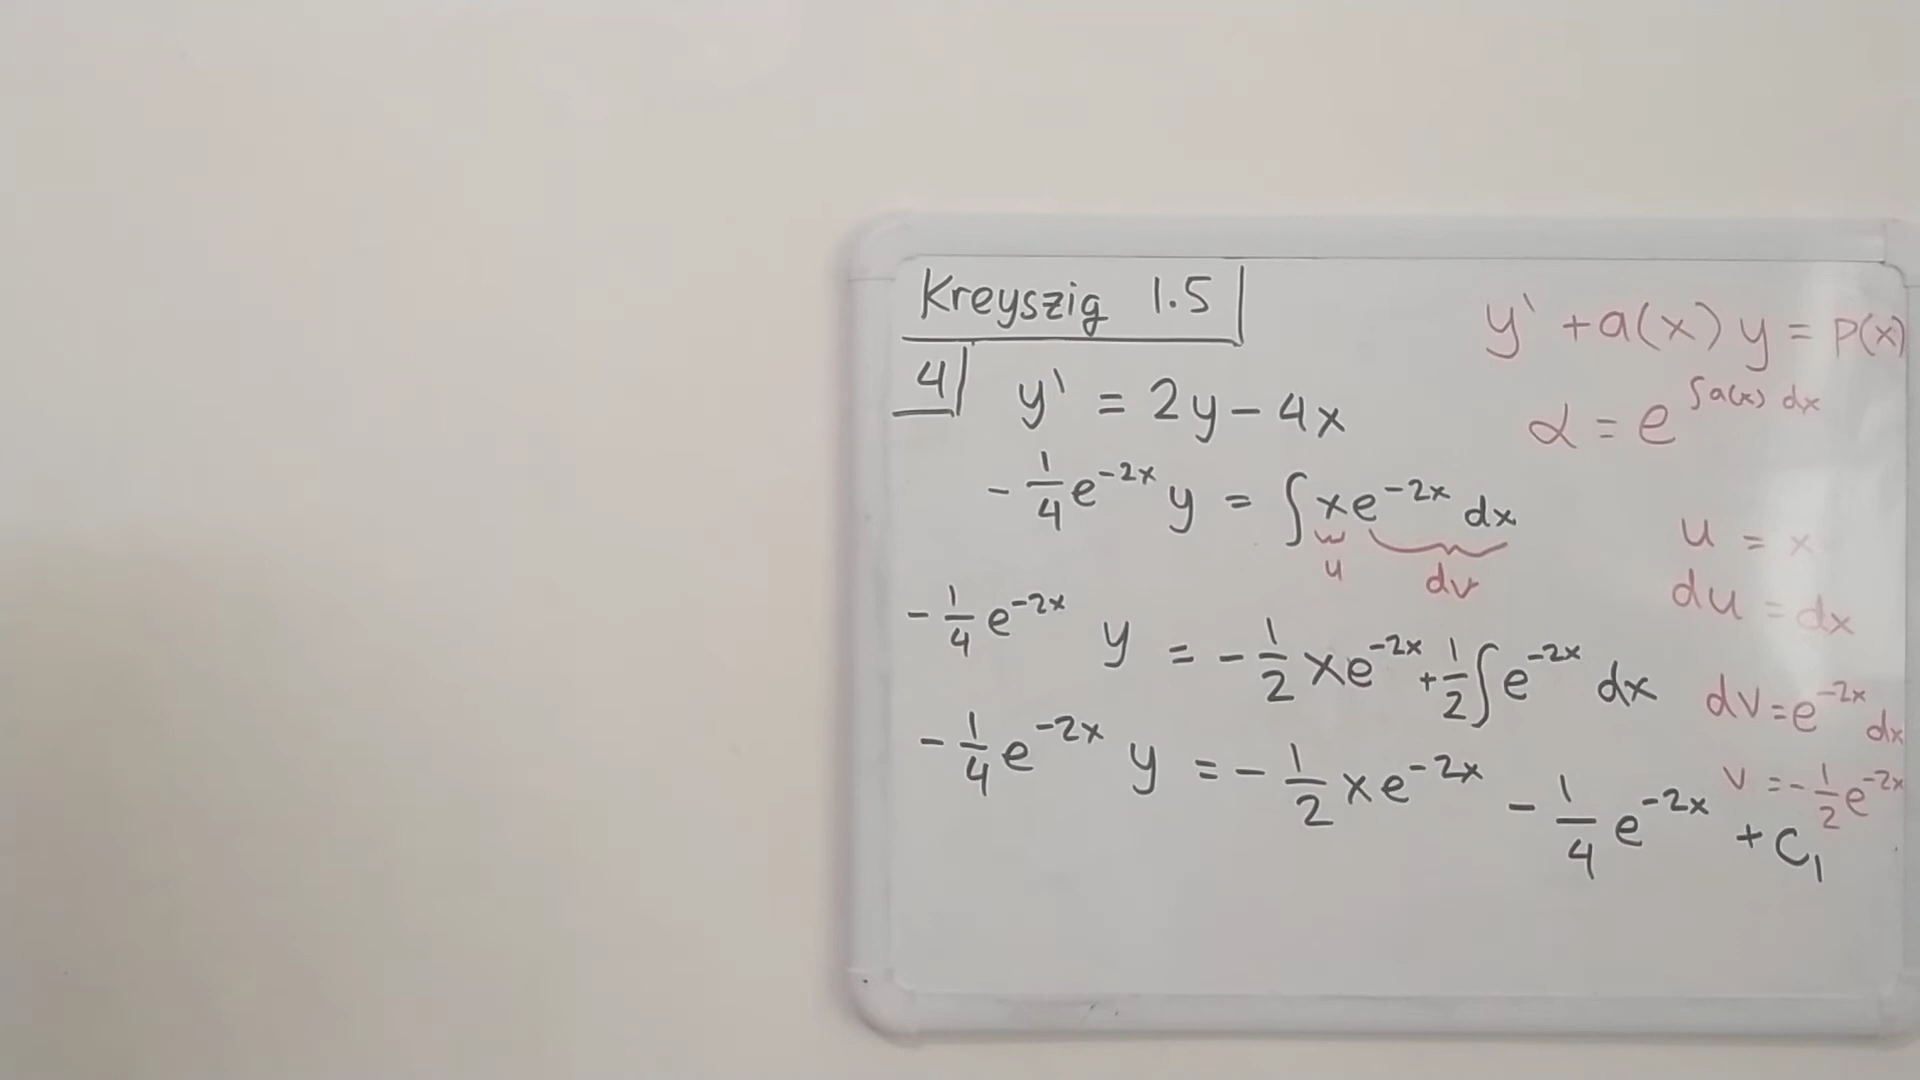 Kreyszig 1.5
4 y' = 2y - 4x
-1/4 e^{-2x} y = ∫ x e^{-2x} dx
u dv
-1/4 e^{-2x} y = -1/2 x e^{-2x} + 1/2 ∫ e^{-2x} dx
-1/4 e^{-2x} y = -1/2 x e^{-2x} - 1/4 e^{-2x} + C₁
y' + a(x) y = p(x)
α = e^{∫a(x) dx}
u = x
du = dx
dv = e^{-2x} dx
v = -1/2 e^{-2x}